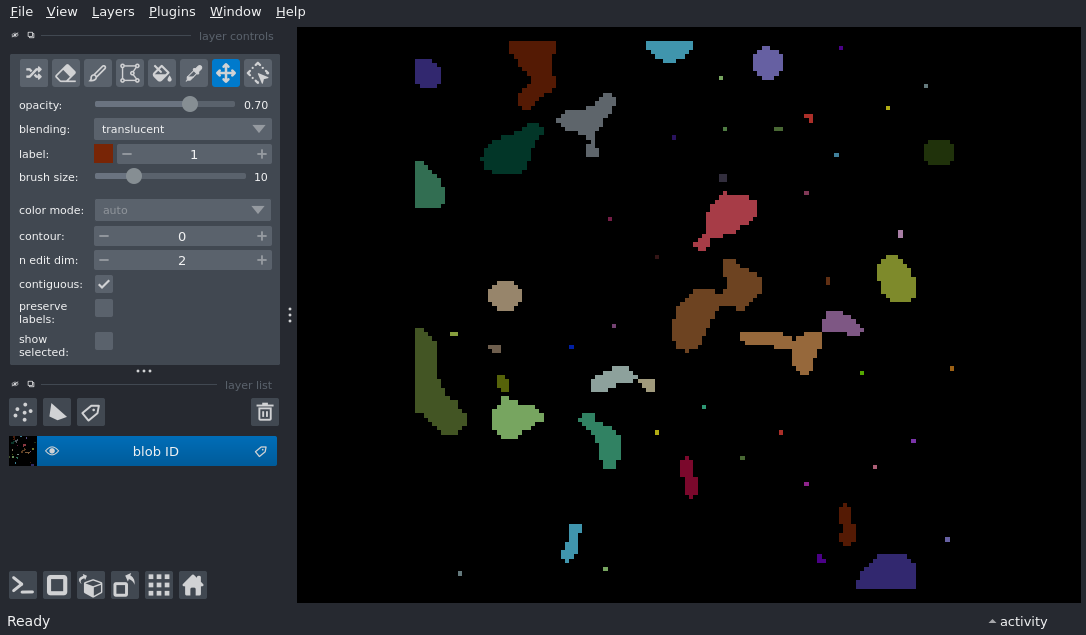 File View Layers Plugins Window Help
layer controls
opacity: 0.70
blending: translucent
label: 1
brush size: 10
color mode: auto
contour: 0
n edit dim: 2
contiguous:
preserve
labels:
show
selected:
layer list
blob ID
Ready
activity